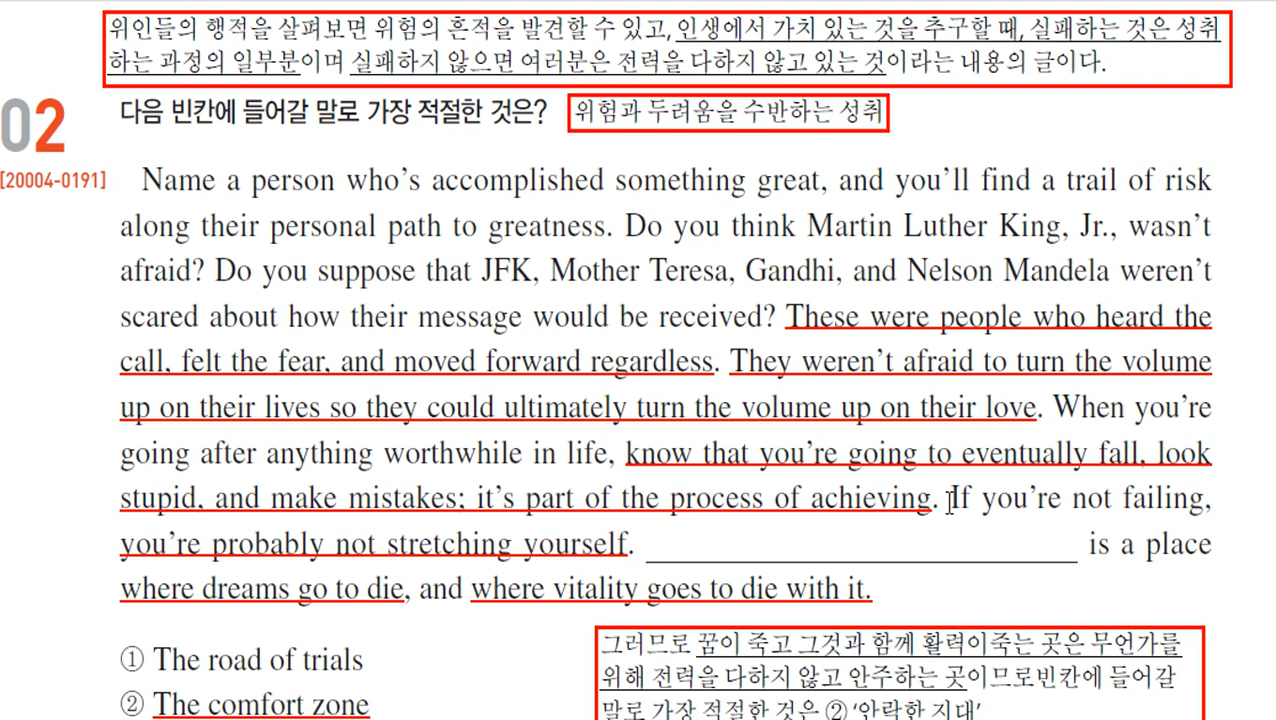 위인들의 행적을 살펴보면 위험의 흔적을 발견할 수 있고, 인생에서 가치 있는 것을 추구할 때, 실패하는 것은 성취
하는 과정의 일부분이며 실패하지 않으면 여러분은 전력을 다하지 않고 있는 것이라는 내용의 글이다.
02 다음 빈칸에 들어갈 말로 가장 적절한 것은? 위험과 두려움을 수반하는 성취
[20004-0191]
Name a person who's accomplished something great, and you'll find a trail of risk
along their personal path to greatness. Do you think Martin Luther King, Jr., wasn't
afraid? Do you suppose that JFK, Mother Teresa, Gandhi, and Nelson Mandela weren't
scared about how their message would be received? These were people who heard the
call, felt the fear, and moved forward regardless. They weren't afraid to turn the volume
up on their lives so they could ultimately turn the volume up on their love. When you're
going after anything worthwhile in life, know that you're going to eventually fall, look
stupid, and make mistakes; it's part of the process of achieving. If you're not failing,
you're probably not stretching yourself. is a place
where dreams go to die, and where vitality goes to die with it.
① The road of trials
② The comfort zone
그러므로 꿈이 죽고 그것과 함께 활력이죽는 곳은 무언가를
위해 전력을 다하지 않고 안주하는 곳이므로빈칸에 들어갈
말로 가장 적절한 것은 ② '안락한 지대'